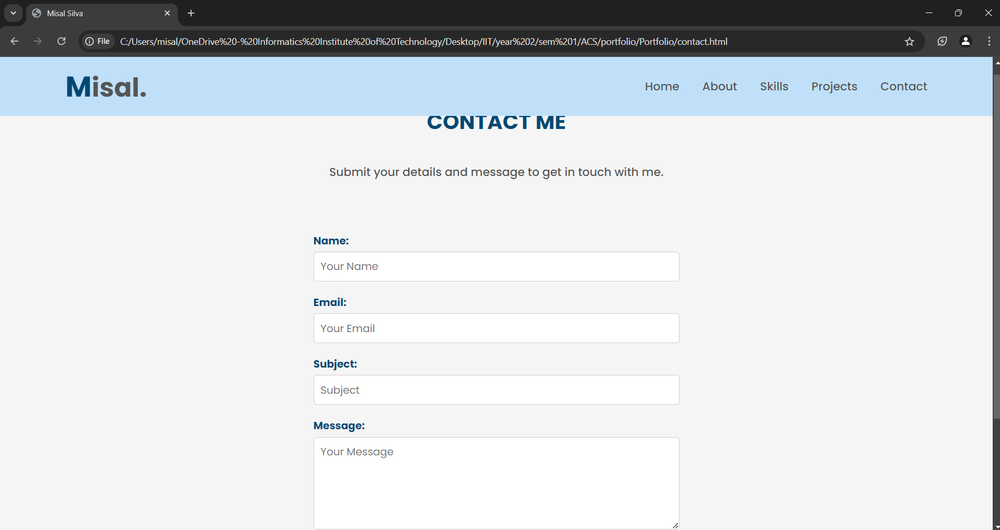 Misal Silva
File
C:/Users/misal/OneDrive%20-%20Informatics%20Institute%20of%20Technology/Desktop/IIT/year%202/sem%201/ACS/portfolio/Portfolio/contact.html
Misal.
Home About Skills Projects Contact
CONTACT ME
Submit your details and message to get in touch with me.
Name:
Your Name
Email:
Your Email
Subject:
Subject
Message:
Your Message